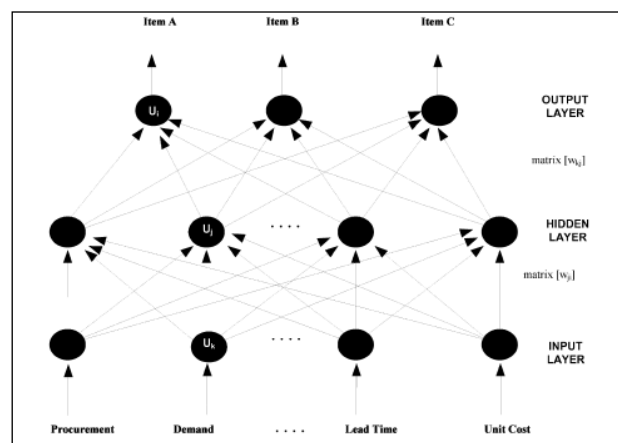 Item A Item B Item C
Ui
OUTPUT
LAYER
matrix [wkj]
Uj
. . . .
HIDDEN
LAYER
matrix [wji]
Uk
. . . .
INPUT
LAYER
Procurement Demand . . . . Lead Time Unit Cost